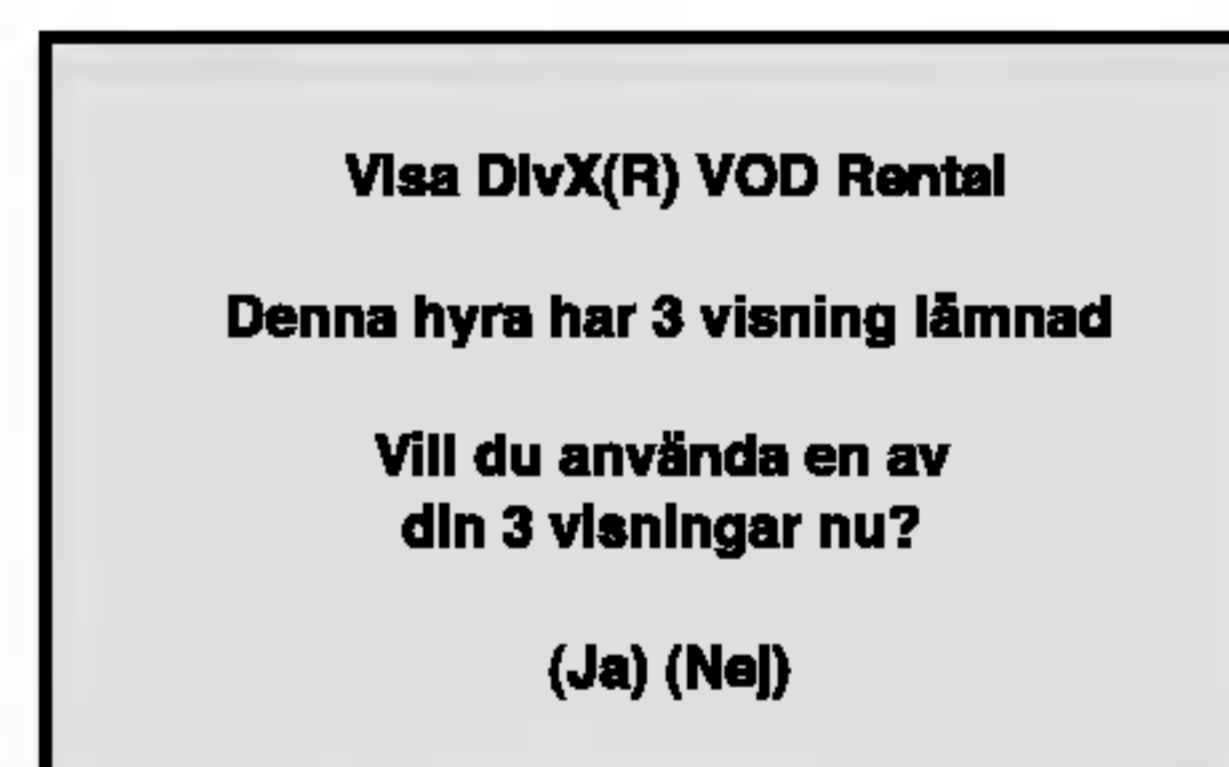 Visa DivX(R) VOD Rental
Denna hyra har 3 visning lämnad
Vill du använda en av
din 3 visningar nu?
(Ja) (Nej)